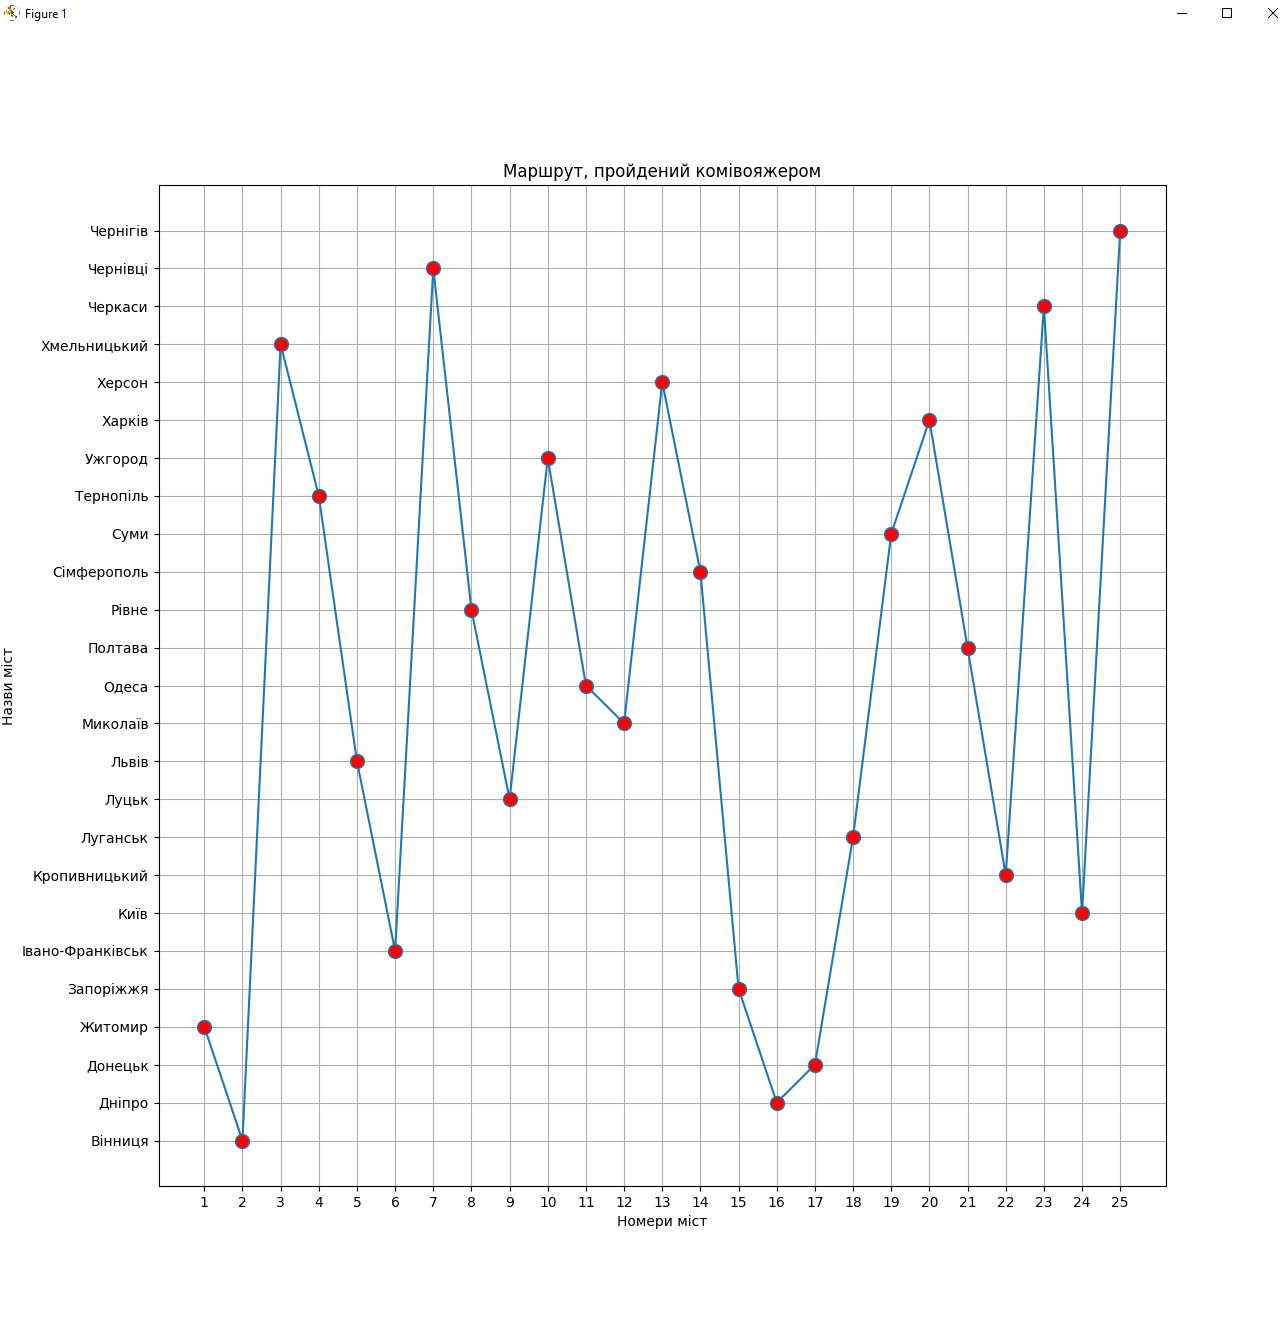 Figure 1
Маршрут, пройдений комівояжером
Чернігів
Чернівці
Черкаси
Хмельницький
Херсон
Харків
Ужгород
Тернопіль
Суми
Сімферополь
Рівне
Полтава
Одеса
Миколаїв
Львів
Луцьк
Луганськ
Кропивницький
Київ
Івано-Франківськ
Запоріжжя
Житомир
Донецьк
Дніпро
Вінниця
Назви міст
1 2 3 4 5 6 7 8 9 10 11 12 13 14 15 16 17 18 19 20 21 22 23 24 25
Номери міст